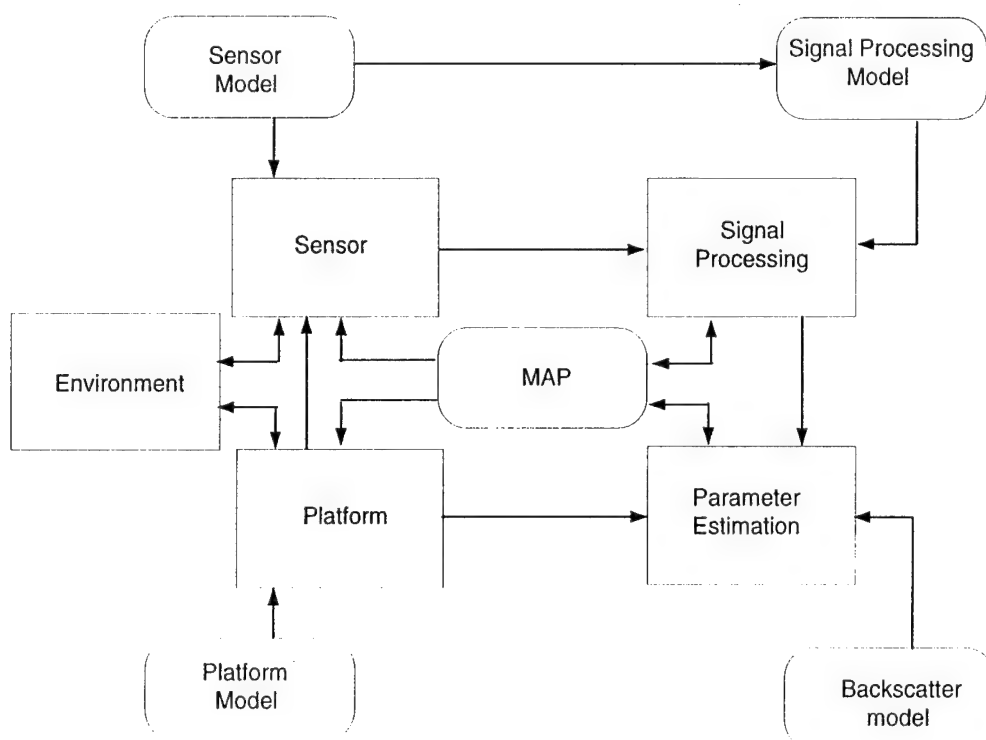 Sensor
Model
Signal Processing
Model
Sensor
Signal
Processing
Environment
MAP
Platform
Parameter
Estimation
Platform
Model
Backscatter
model